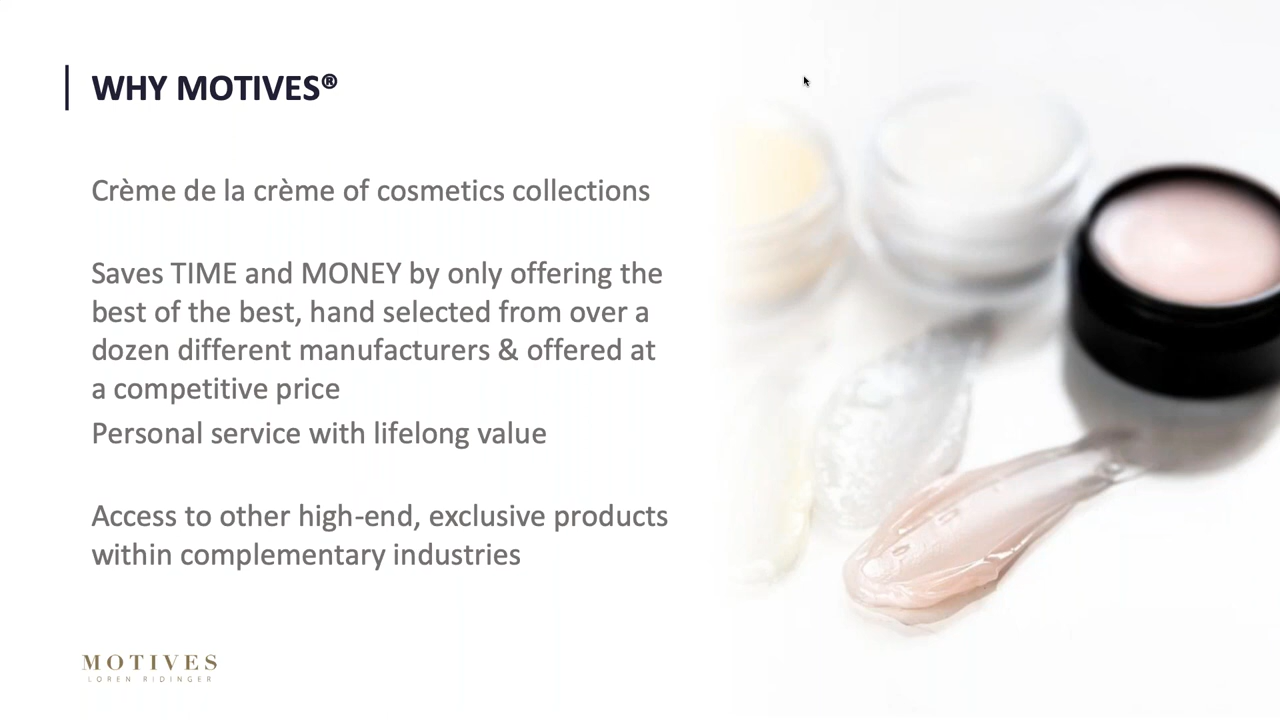 WHY MOTIVES®
Crème de la crème of cosmetics collections
Saves TIME and MONEY by only offering the
best of the best, hand selected from over a
dozen different manufacturers & offered at
a competitive price
Personal service with lifelong value
Access to other high-end, exclusive products
within complementary industries
MOTIVES
LOREN RIDINGER